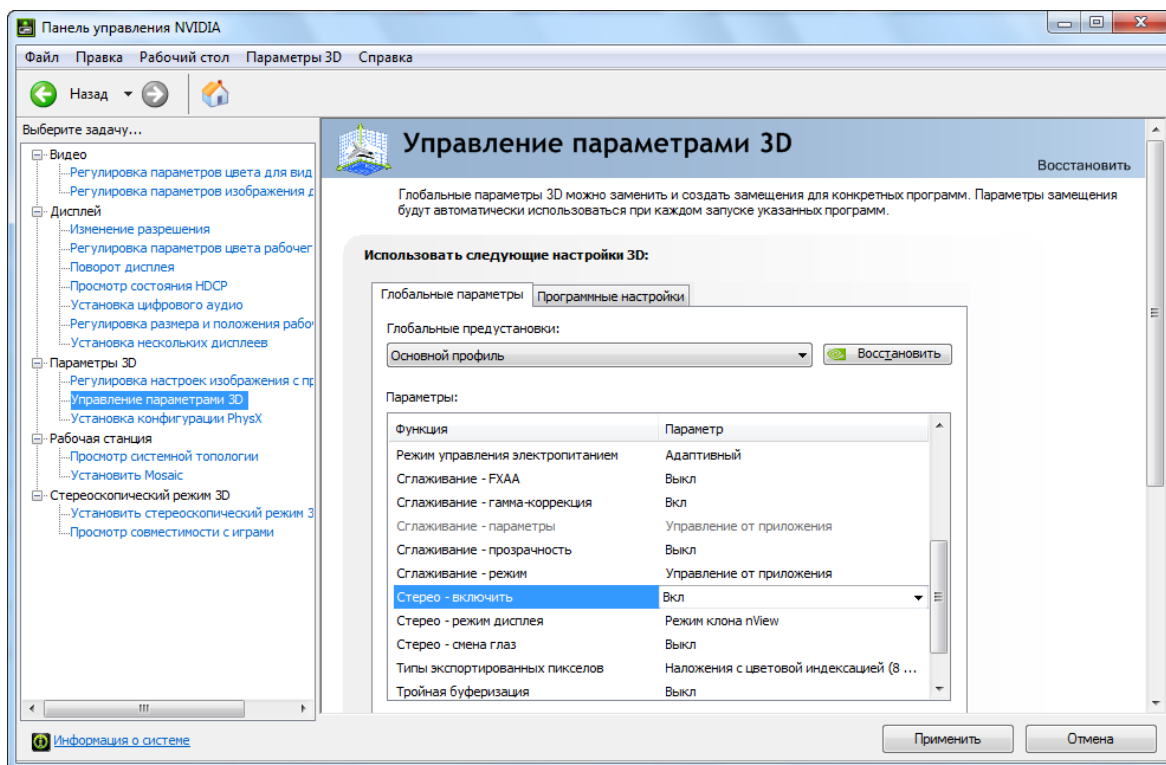 Панель управления NVIDIA
Файл Правка Рабочий стол Параметры 3D Справка
Назад
Выберите задачу...
Видео
Регулировка параметров цвета для вид
Регулировка параметров изображения д
Дисплей
Изменение разрешения
Регулировка параметров цвета рабочег
Поворот дисплея
Просмотр состояния HDCP
Установка цифрового аудио
Регулировка размера и положения рабо
Установка нескольких дисплеев
Параметры 3D
Регулировка настроек изображения с пр
Управление параметрами 3D
Установка конфигурации PhysX
Рабочая станция
Просмотр системной топологии
Установить Mosaic
Стереоскопический режим 3D
Установить стереоскопический режим 3
Просмотр совместимости с играми
Информация о системе
Управление параметрами 3D
Восстановить
Глобальные параметры 3D можно заменить и создать замещения для конкретных программ. Параметры замещения
будут автоматически использоваться при каждом запуске указанных программ.
Использовать следующие настройки 3D:
Глобальные параметры Программные настройки
Глобальные предустановки:
Основной профиль Восстановить
Параметры:
Функция Параметр
Режим управления электропитанием Адаптивный
Сглаживание - FXAA Выкл
Сглаживание - гамма-коррекция Вкл
Сглаживание - параметры Управление от приложения
Сглаживание - прозрачность Выкл
Сглаживание - режим Управление от приложения
Стерео - включить Вкл
Стерео - режим дисплея Режим клона nView
Стерео - смена глаз Выкл
Типы экспортированных пикселов Наложения с цветовой индексацией (8 ...
Тройная буферизация Выкл
Применить Отмена